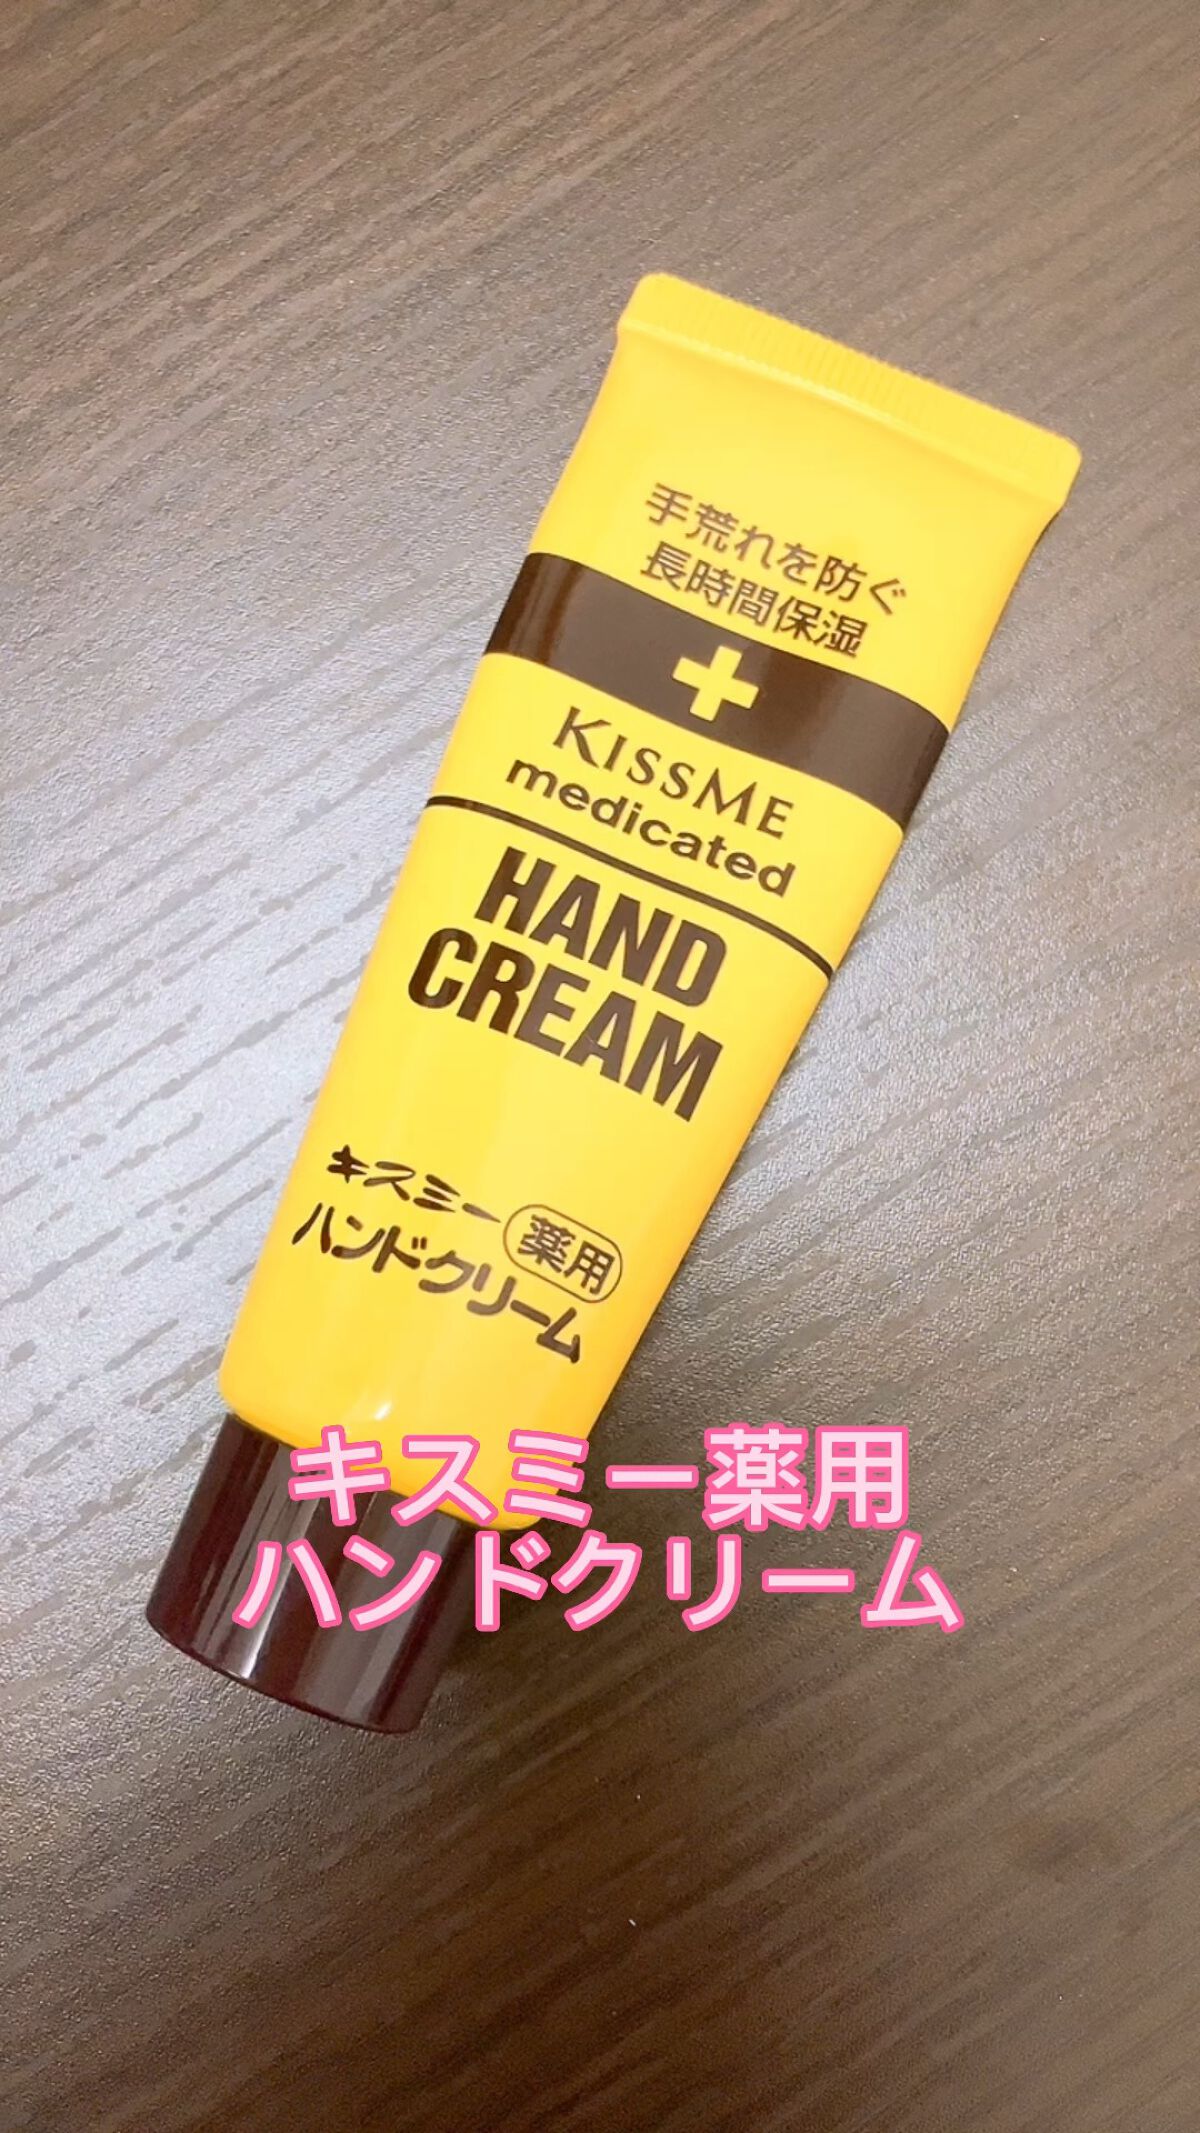 手荒れを防ぐ
長時間保湿
KISSME
medicated
HAND
CREAM
キスミー 薬用
ハンドクリーム
キスミー薬用
ハンドクリーム